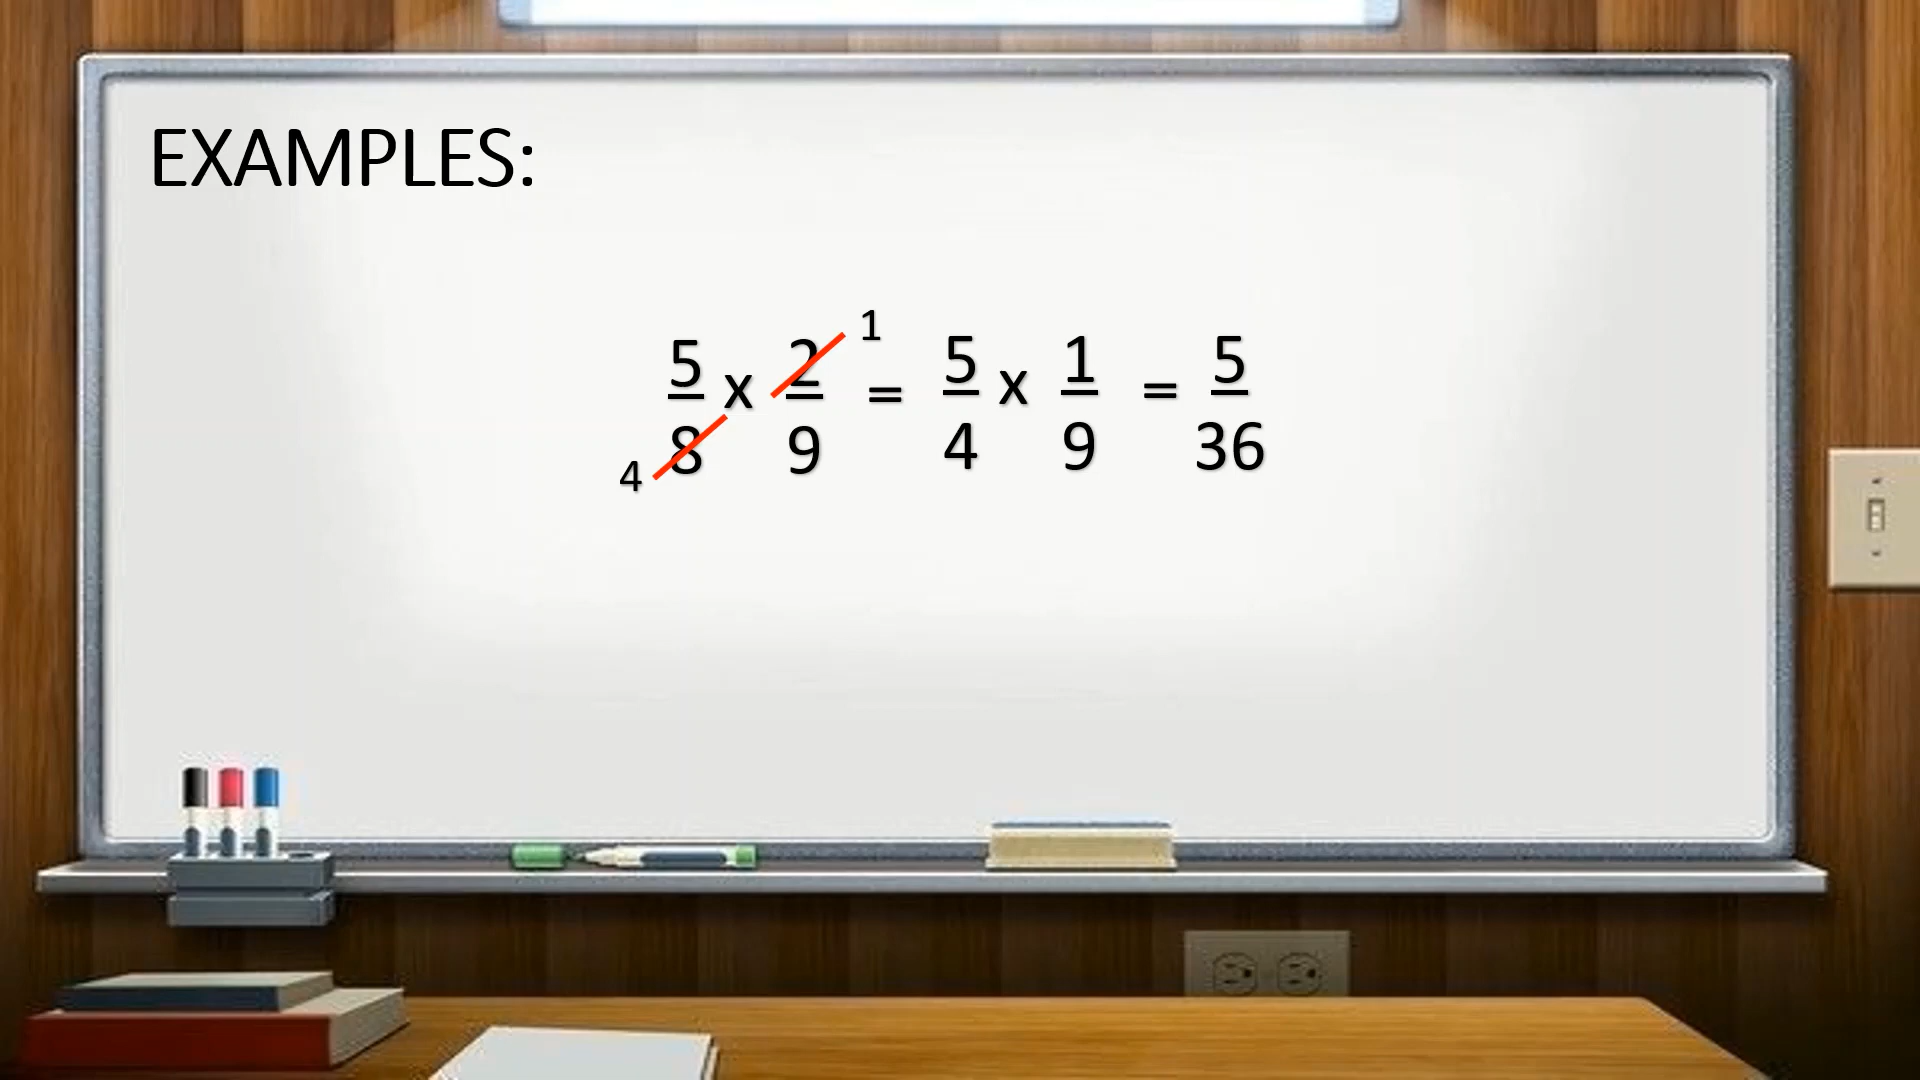 EXAMPLES:
5/8 x 2/9 = 5/4 x 1/9 = 5/36
1
4